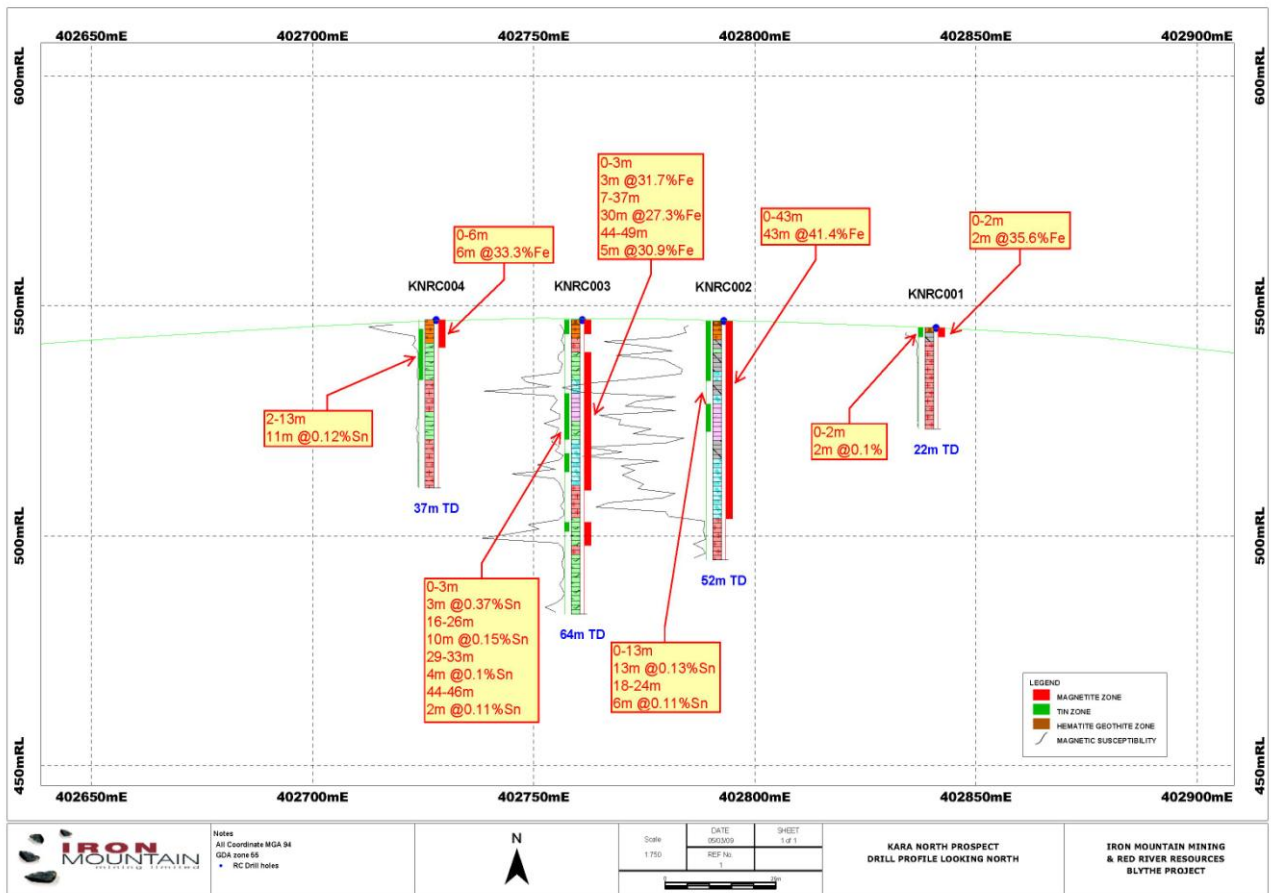 402650mE 402700mE 402750mE 402800mE 402850mE 402900mE
600mRL 600mRL
550mRL 550mRL
500mRL 500mRL
450mRL 450mRL
0-3m
3m @31.7%Fe
7-37m
30m @27.3%Fe
44-49m
5m @30.9%Fe
0-43m
43m @41.4%Fe
0-2m
2m @35.6%Fe
0-6m
6m @33.3%Fe
KNRC004 KNRC003 KNRC002 KNRC001
2-13m
11m @0.12%Sn
0-2m
2m @0.1%
22m TD
37m TD
52m TD
64m TD
0-3m
3m @0.37%Sn
16-26m
10m @0.15%Sn
29-33m
4m @0.1%Sn
44-46m
2m @0.11%Sn
0-13m
13m @0.13%Sn
18-24m
6m @0.11%Sn
LEGEND
MAGNETITE ZONE
TIN ZONE
HEMATITE GEOTHITE ZONE
MAGNETIC SUSCEPTIBILITY
402650mE 402700mE 402750mE 402800mE 402850mE 402900mE
IRON
MOUNTAIN
mining limited
Notes
All Coordinate MGA 94
GDA zone 55
RC Drill holes
N
Scale
1:750
DATE
05/03/09
SHEET
1 of 1
REF No.
1
0 20m
KARA NORTH PROSPECT
DRILL PROFILE LOOKING NORTH
IRON MOUNTAIN MINING
& RED RIVER RESOURCES
BLYTHE PROJECT